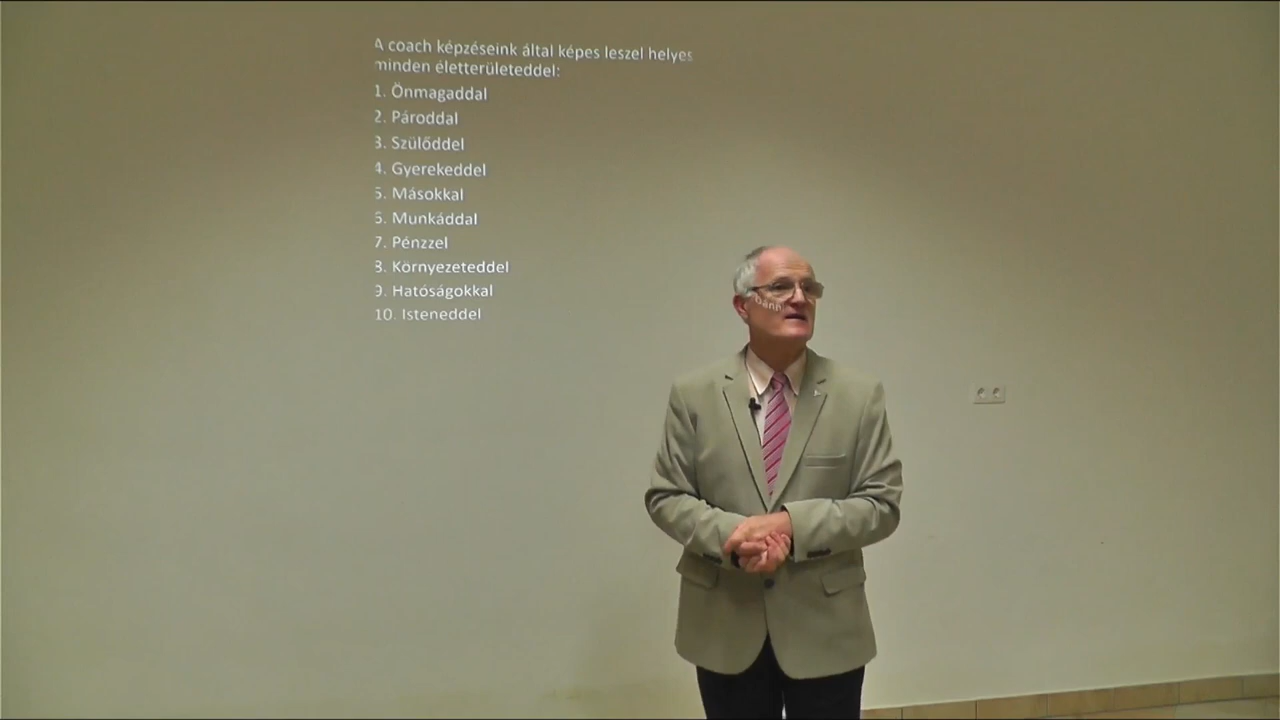 A coach képzéseink által képes leszel helyes
minden életterületeddel:
1. Önmagaddal
2. Pároddal
3. Szülőddel
4. Gyerekeddel
5. Másokkal
6. Munkáddal
7. Pénzzel
8. Környezeteddel
9. Hatóságokkal
10. Isteneddel